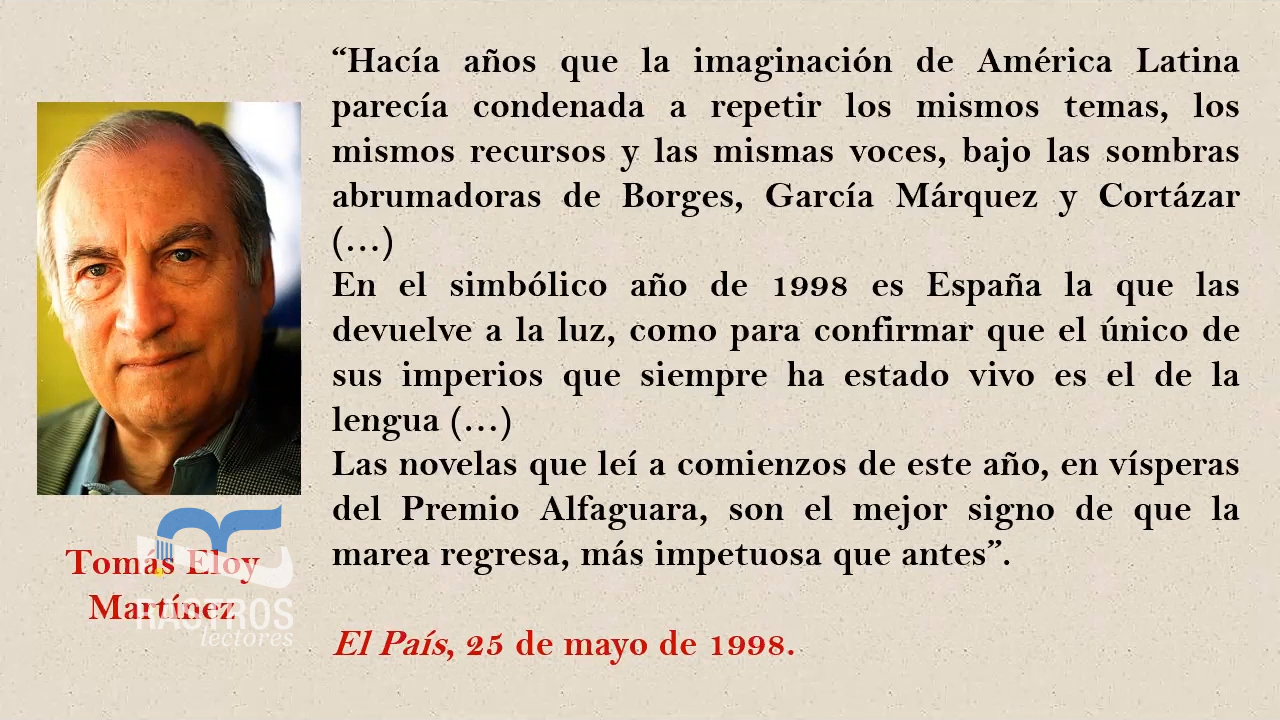 “Hacía años que la imaginación de América Latina
parecía condenada a repetir los mismos temas, los
mismos recursos y las mismas voces, bajo las sombras
abrumadoras de Borges, García Márquez y Cortázar
(…)
En el simbólico año de 1998 es España la que las
devuelve a la luz, como para confirmar que el único de
sus imperios que siempre ha estado vivo es el de la
lengua (…)
Las novelas que leí a comienzos de este año, en vísperas
del Premio Alfaguara, son el mejor signo de que la
marea regresa, más impetuosa que antes”.
El País, 25 de mayo de 1998.
Tomás Eloy
Martínez
RASTROS
lectores